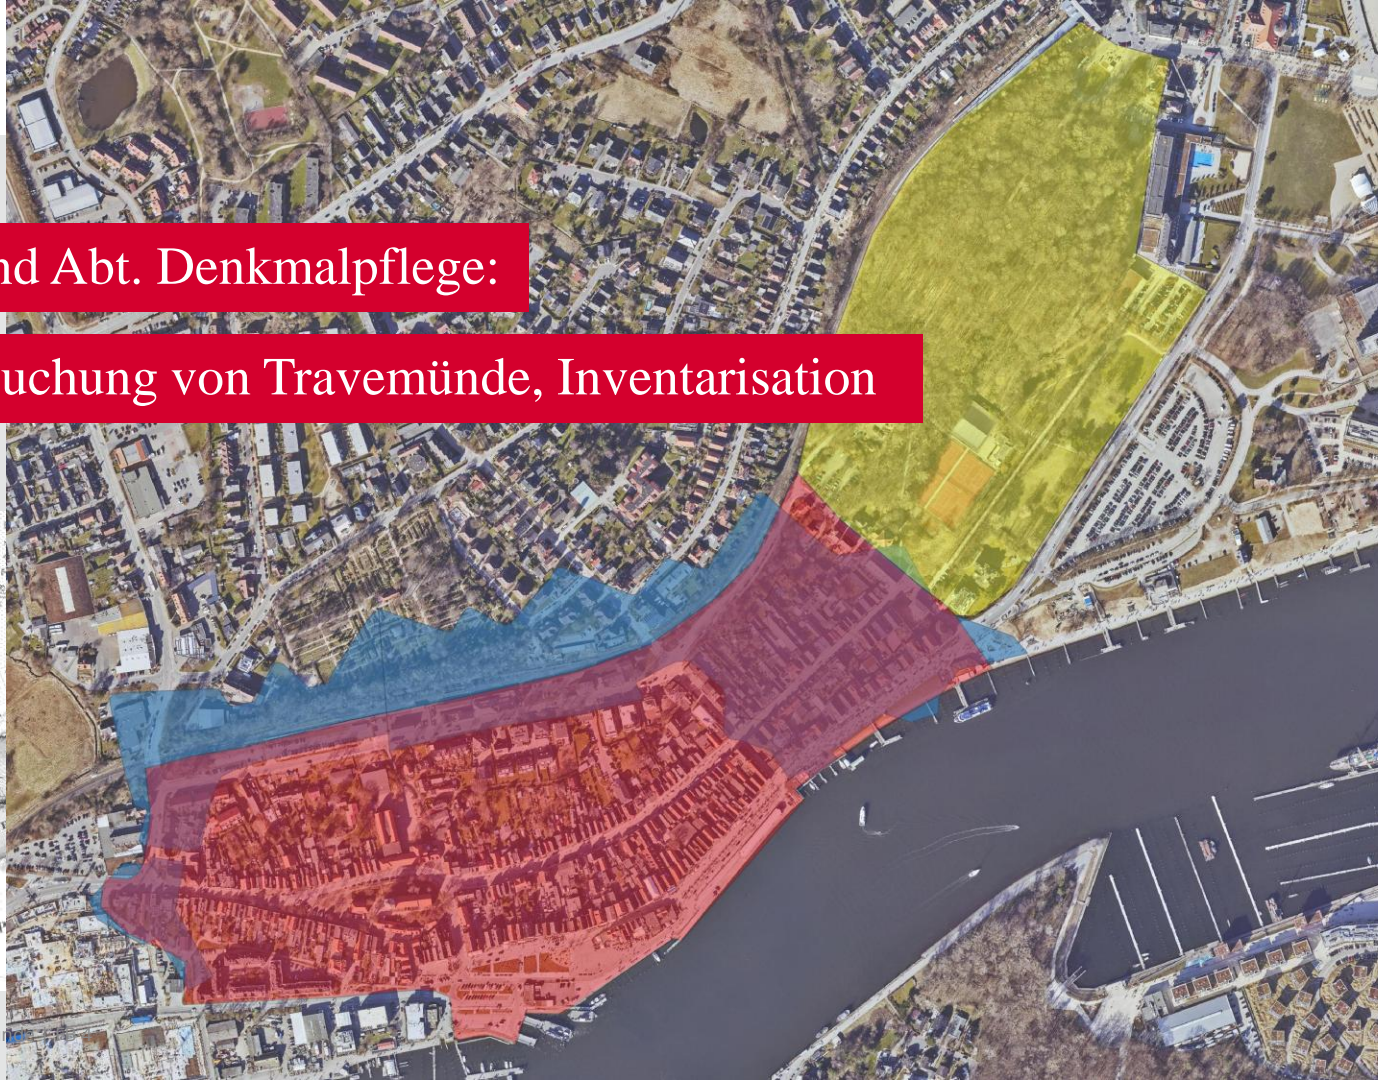 nd Abt. Denkmalpflege:
uchung von Travemünde, Inventarisation